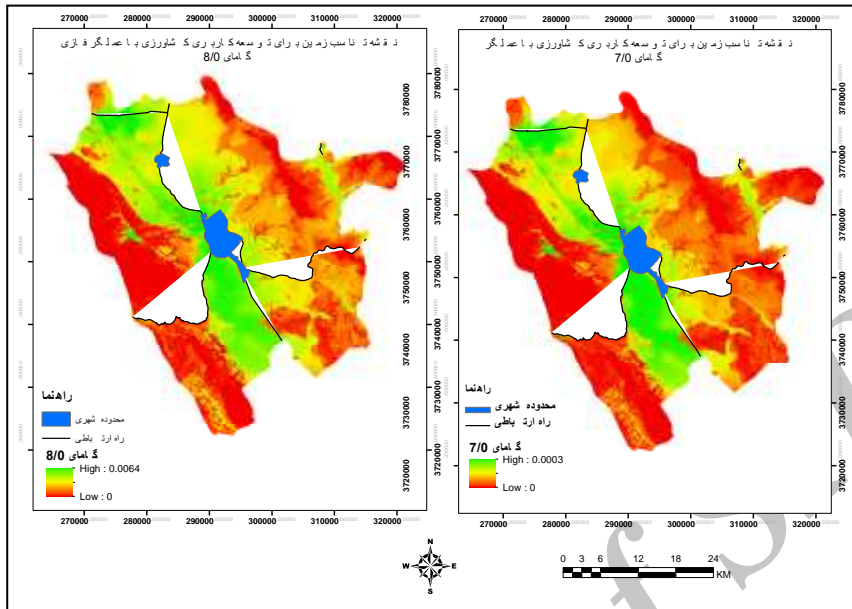 270000 280000 290000 300000 310000 320000
نقشه تناسب زمین برای توسعه کاربری کشاورزی با عملگر فازی
گامای 8/0
3780000
3770000
3760000
3750000
3740000
3730000
3720000
راهنما
محدوده شهری
راه ارتباطی
گامای 8/0
High : 0.0064
Low : 0
270000 280000 290000 300000 310000 320000
270000 280000 290000 300000 310000 320000
نقشه تناسب زمین برای توسعه کاربری کشاورزی با عملگر
گامای 7/0
3780000
3770000
3760000
3750000
3740000
3730000
3720000
راهنما
محدوده شهری
راه ارتباطی
گامای 7/0
High : 0.0003
Low : 0
270000 280000 290000 300000 310000 320000
N
W E
S
0 3 6 12 18 24
KM